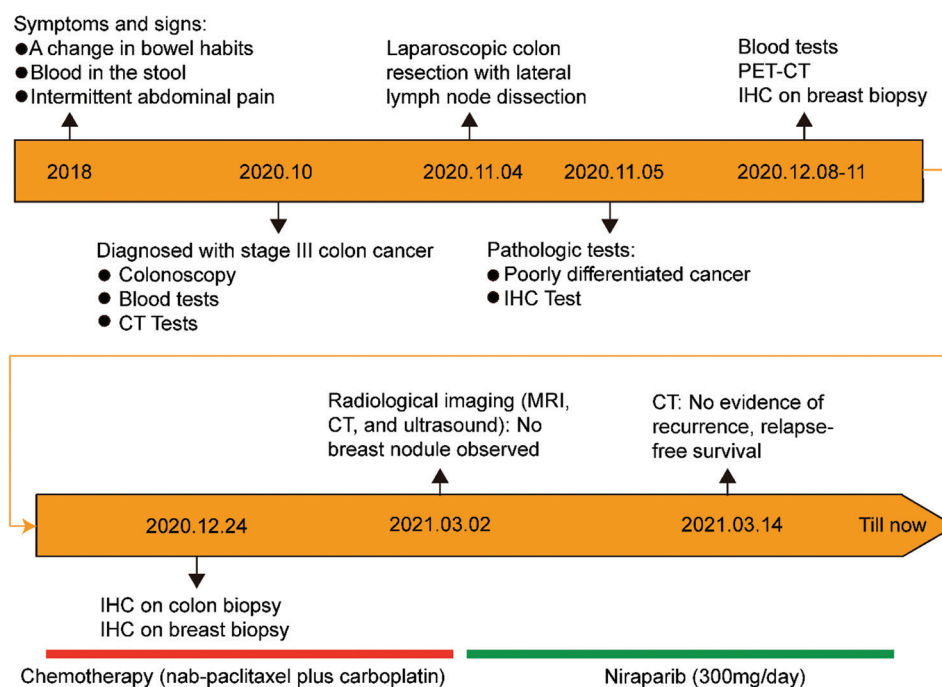 Symptoms and signs:
●A change in bowel habits
●Blood in the stool
●Intermittent abdominal pain
Laparoscopic colon
resection with lateral
lymph node dissection
Blood tests
PET-CT
IHC on breast biopsy
2018
2020.10
2020.11.04
2020.11.05
2020.12.08-11
Diagnosed with stage III colon cancer
● Colonoscopy
● Blood tests
● CT Tests
Pathologic tests:
● Poorly differentiated cancer
● IHC Test
Radiological imaging (MRI,
CT, and ultrasound): No
breast nodule observed
CT: No evidence of
recurrence, relapse-
free survival
2020.12.24
2021.03.02
2021.03.14
Till now
IHC on colon biopsy
IHC on breast biopsy
Chemotherapy (nab-paclitaxel plus carboplatin)
Niraparib (300mg/day)